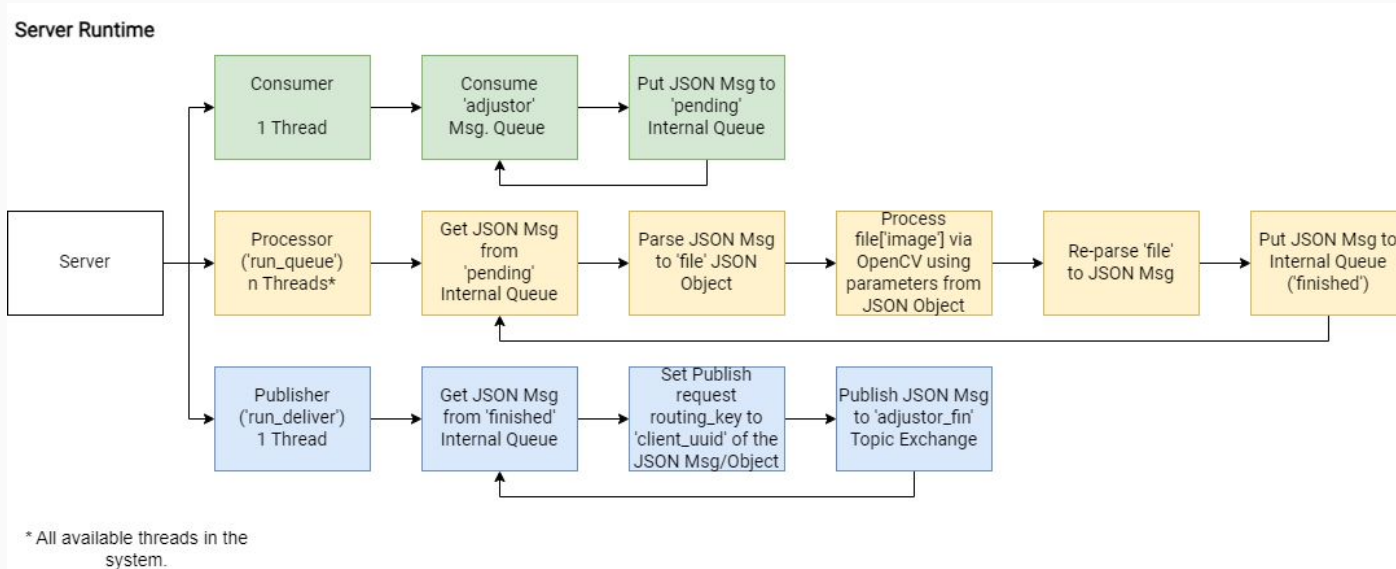 Server Runtime
Consumer
1 Thread
Consume
'adjustor'
Msg. Queue
Put JSON Msg to
'pending'
Internal Queue
Server
Processor
('run_queue')
n Threads*
Get JSON Msg
from
'pending'
Internal Queue
Parse JSON Msg
to 'file' JSON
Object
Process
file['image'] via
OpenCV using
parameters from
JSON Object
Re-parse 'file'
to JSON Msg
Put JSON Msg to
Internal Queue
('finished')
Publisher
('run_deliver')
1 Thread
Get JSON Msg
from 'finished'
Internal Queue
Set Publish
request
routing_key to
'client_uuid' of the
JSON Msg/Object
Publish JSON Msg
to 'adjustor_fin'
Topic Exchange
* All available threads in the
system.